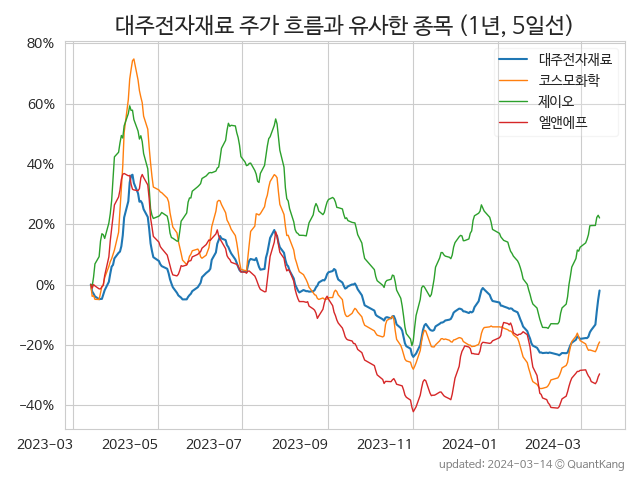 대주전자재료 주가 흐름과 유사한 종목 (1년, 5일선)
80%
60%
40%
20%
0%
−20%
−40%
대주전자재료
코스모화학
제이오
엘앤에프
2023-03 2023-05 2023-07 2023-09 2023-11 2024-01 2024-03
updated: 2024-03-14 © QuantKang